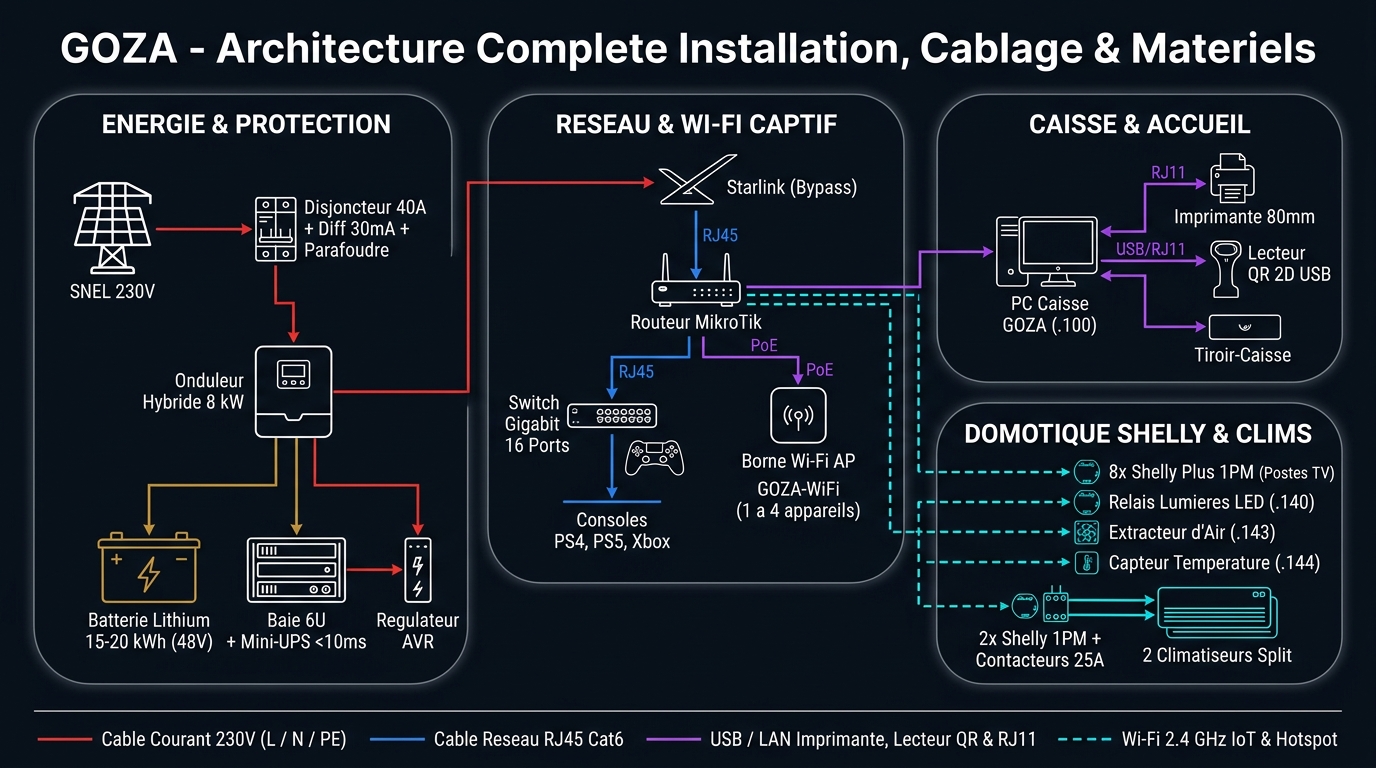 GOZA - Architecture Complete Installation, Cablage & Materiels
ENERGIE & PROTECTION
SNEL 230V
Disjoncteur 40A
+ Diff 30mA +
Parafoudre
Onduleur
Hybride 8 kW
Batterie Lithium
15-20 kWh (48V)
Baie 6U
+ Mini-UPS <10ms
Regulateur
AVR
RESEAU & WI-FI CAPTIF
Starlink (Bypass)
RJ45
Routeur MikroTik
RJ45
PoE
PoE
Switch
Gigabit
16 Ports
Consoles
PS4, PS5, Xbox
Borne Wi-Fi AP
GOZA-WiFi
(1 a 4 appareils)
CAISSE & ACCUEIL
RJ11
Imprimante 80mm
USB/RJ11
Lecteur
QR 2D USB
PC Caisse
GOZA (.100)
Tiroir-Caisse
DOMOTIQUE SHELLY & CLIMS
8x Shelly Plus 1PM (Postes TV)
Relais Lumieres LED (.140)
Extracteur d'Air (.143)
Capteur Temperature (.144)
2x Shelly 1PM +
Contacteurs 25A
2 Climatiseurs Split
Cable Courant 230V (L / N / PE)
Cable Reseau RJ45 Cat6
USB / LAN Imprimante, Lecteur QR & RJ11
Wi-Fi 2.4 GHz IoT & Hotspot